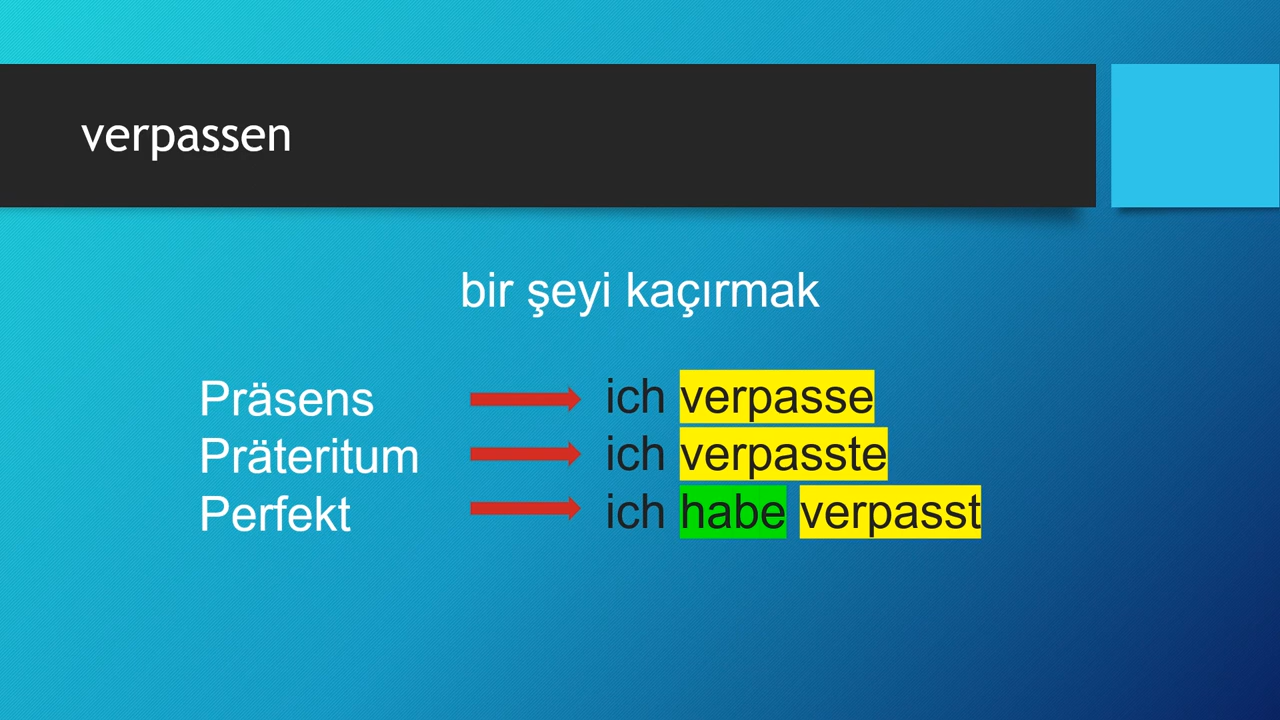 verpassen
bir şeyi kaçırmak
Präsens ich verpasse
Präteritum ich verpasste
Perfekt ich habe verpasst